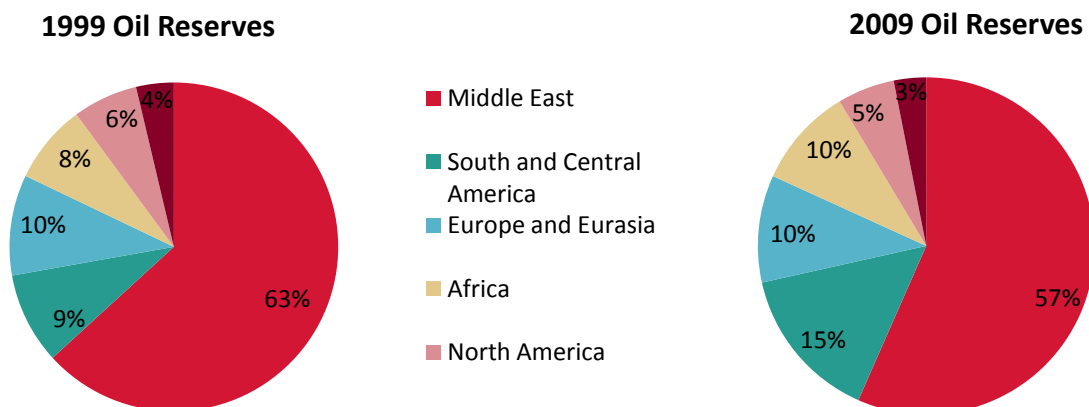 1999 Oil Reserves
2009 Oil Reserves
4%
6%
8%
10%
9%
63%
Middle East
South and Central
America
Europe and Eurasia
Africa
North America
3%
5%
10%
10%
15%
57%